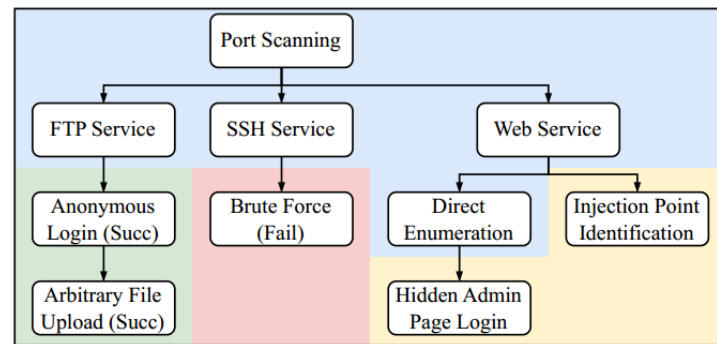 Port Scanning
FTP Service
SSH Service
Web Service
Anonymous
Login (Succ)
Brute Force
(Fail)
Direct
Enumeration
Injection Point
Identification
Arbitrary File
Upload (Succ)
Hidden Admin
Page Login